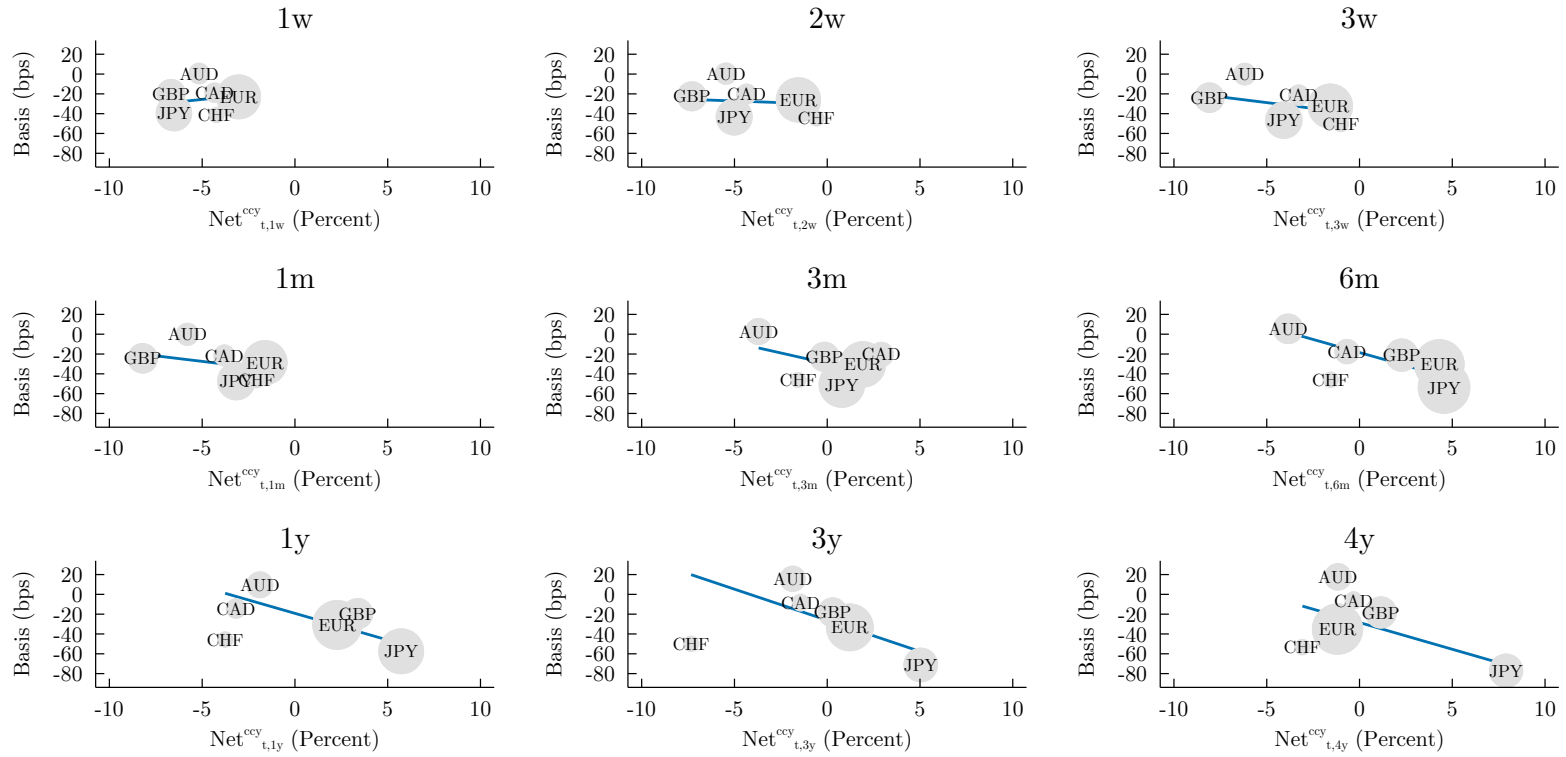 1w
20
0
-20
-40
-60
-80
Basis (bps)
AUD
GBP
CAD
EUR
JPY
CHF
-10 -5 0 5 10
Net^ccy_t,1w (Percent)
2w
20
0
-20
-40
-60
-80
Basis (bps)
AUD
GBP
CAD
EUR
JPY
CHF
-10 -5 0 5 10
Net^ccy_t,2w (Percent)
3w
20
0
-20
-40
-60
-80
Basis (bps)
AUD
GBP
CAD
EUR
JPY
CHF
-10 -5 0 5 10
Net^ccy_t,3w (Percent)
1m
20
0
-20
-40
-60
-80
Basis (bps)
AUD
GBP
CAD
EUR
JPY
CHF
-10 -5 0 5 10
Net^ccy_t,1m (Percent)
3m
20
0
-20
-40
-60
-80
Basis (bps)
AUD
GBP
CAD
EUR
CHF
JPY
-10 -5 0 5 10
Net^ccy_t,3m (Percent)
6m
20
0
-20
-40
-60
-80
Basis (bps)
AUD
CAD
GBP
EUR
CHF
JPY
-10 -5 0 5 10
Net^ccy_t,6m (Percent)
1y
20
0
-20
-40
-60
-80
Basis (bps)
AUD
CAD
GBP
EUR
CHF
JPY
-10 -5 0 5 10
Net^ccy_t,1y (Percent)
3y
20
0
-20
-40
-60
-80
Basis (bps)
AUD
CAD
GBP
EUR
CHF
JPY
-10 -5 0 5 10
Net^ccy_t,3y (Percent)
4y
20
0
-20
-40
-60
-80
Basis (bps)
AUD
CAD
GBP
EUR
CHF
JPY
-10 -5 0 5 10
Net^ccy_t,4y (Percent)